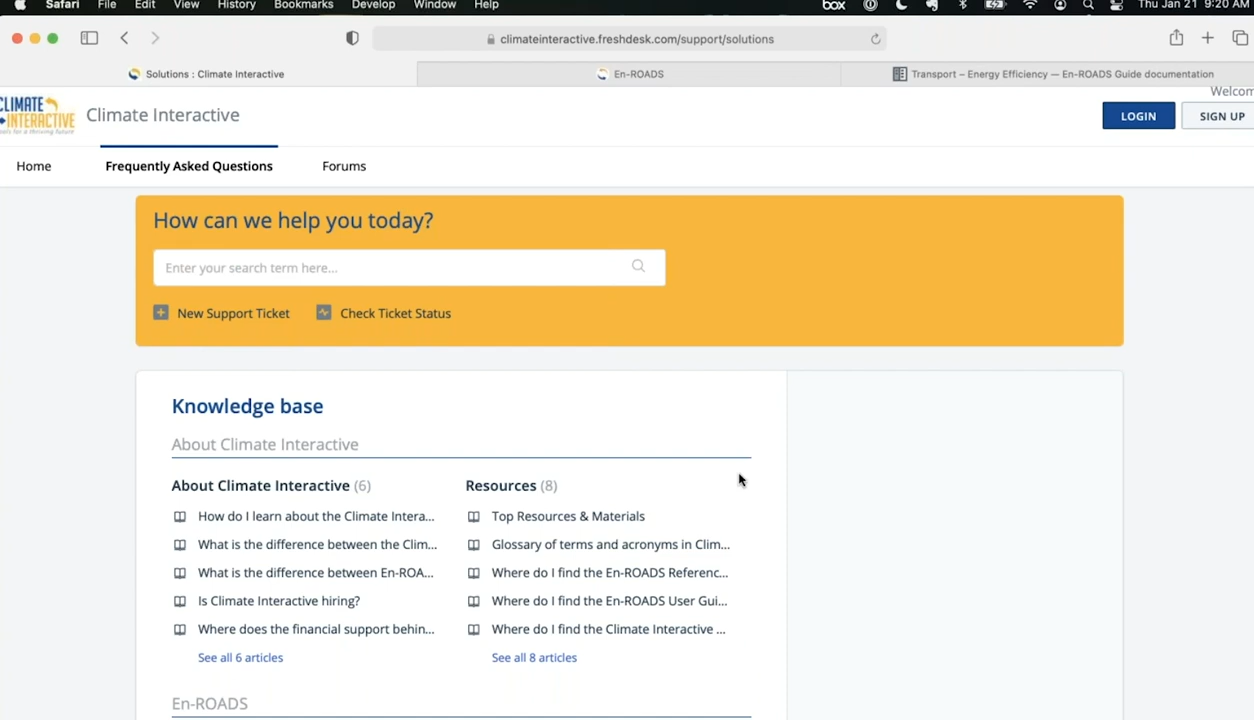 Safari File Edit View History Bookmarks Develop Window Help box Thu Jan 21 9:20 AM
climateinteractive.freshdesk.com/support/solutions
Solutions : Climate Interactive En-ROADS Transport – Energy Efficiency — En-ROADS Guide documentation
Welcom
CLIMATE
INTERACTIVE
Climate Interactive
LOGIN SIGN UP
Home Frequently Asked Questions Forums
How can we help you today?
Enter your search term here...
New Support Ticket Check Ticket Status
Knowledge base
About Climate Interactive
About Climate Interactive (6) Resources (8)
How do I learn about the Climate Intera... Top Resources & Materials
What is the difference between the Clim... Glossary of terms and acronyms in Clim...
What is the difference between En-ROA... Where do I find the En-ROADS Referenc...
Is Climate Interactive hiring? Where do I find the En-ROADS User Gui...
Where does the financial support behin... Where do I find the Climate Interactive ...
See all 6 articles See all 8 articles
En-ROADS